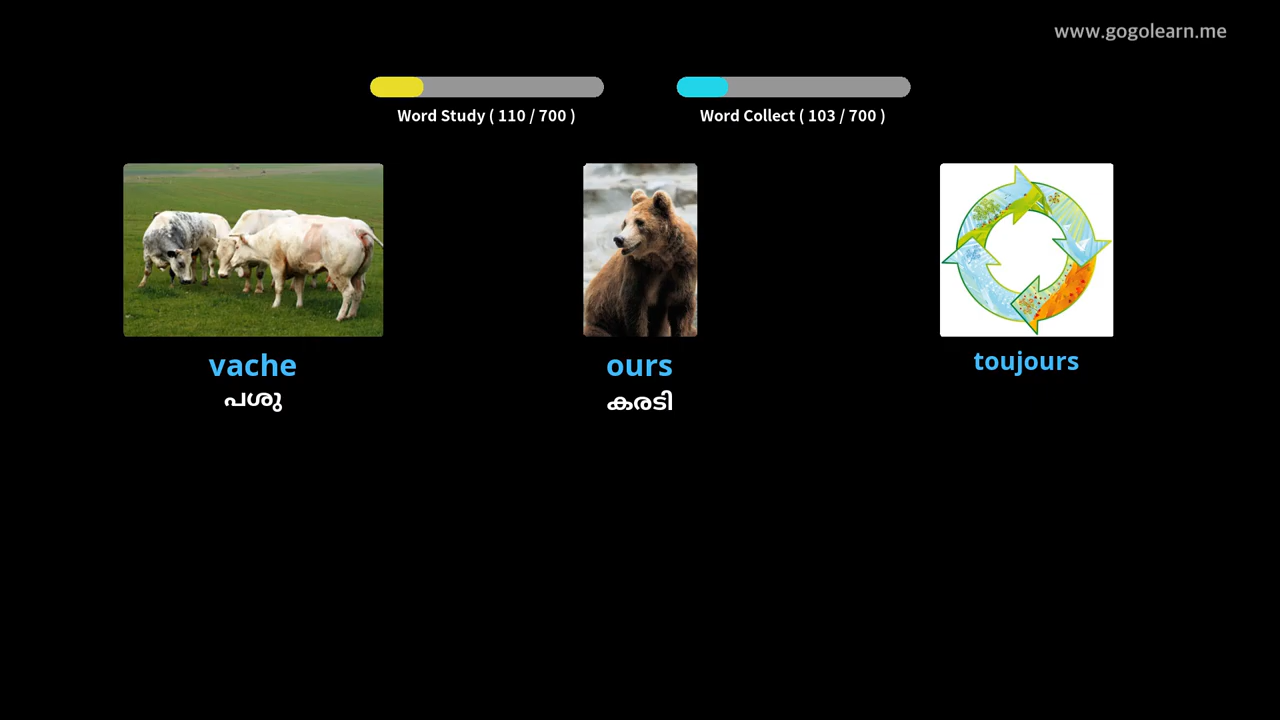 www.gogolearn.me
Word Study ( 110 / 700 )
Word Collect ( 103 / 700 )
vache
പശു
ours
കരടി
toujours